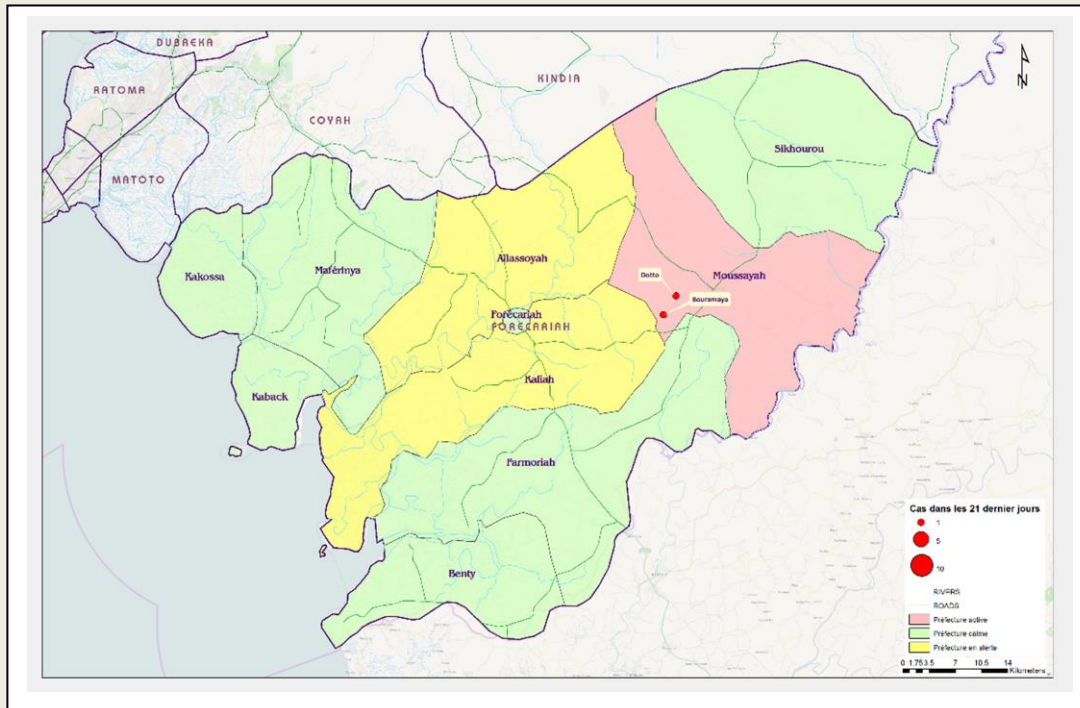 DUBREKA
RATOMA
KINDIA
COYAH
MATOTO
N
Sikhourou
Kakossa
Maférinya
Allassoyah
Moussayah
Dotto
Bouramaya
Forécariah
FORECARIAH
Kaback
Kaliah
Farmoriah
Benty
Cas dans les 21 dernier jours
1
5
10
RIVERS
ROADS
Préfecture active
Préfecture calme
Préfecture en alerte
0 1.75 3.5 7 10.5 14
Kilometers